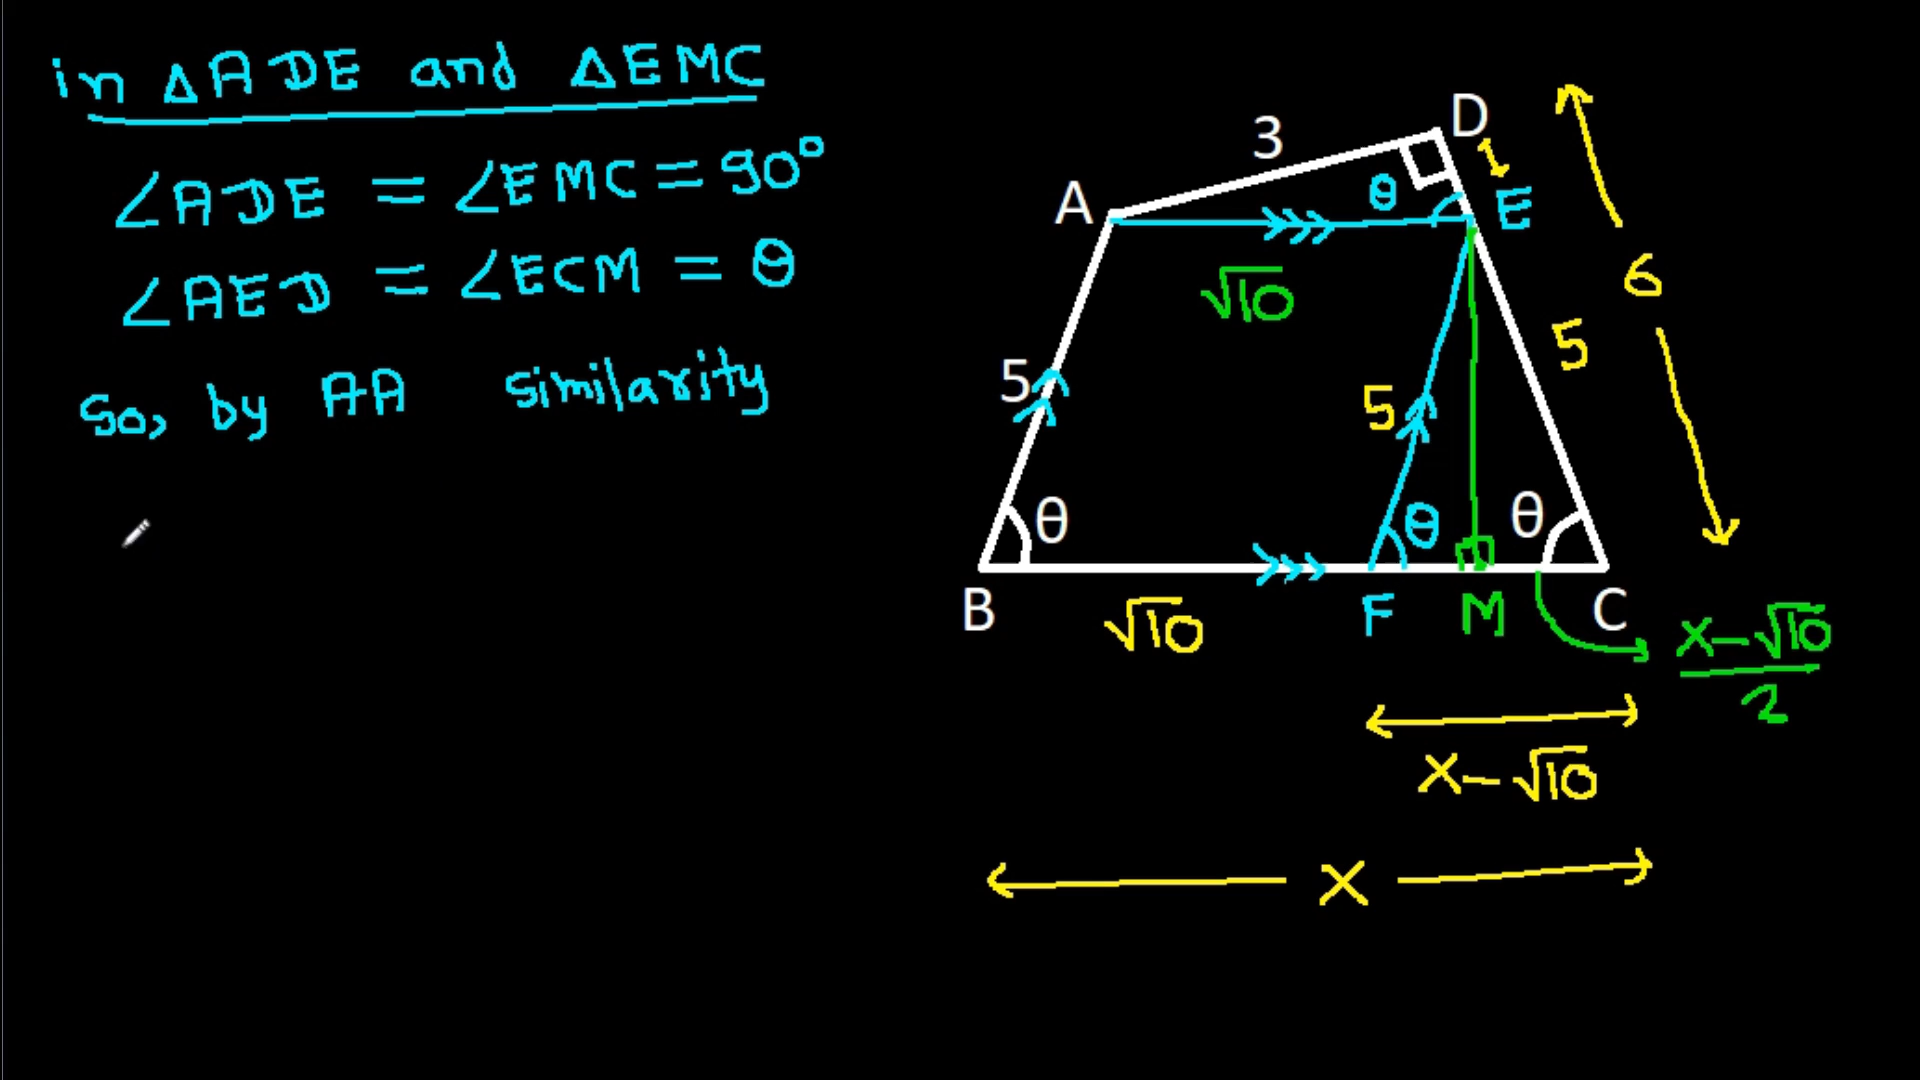 in ΔADE and ΔEMC
∠ADE = ∠EMC = 90°
∠AED = ∠ECM = θ
So, by AA similarity
D
3
1
A
θ
E
6
√10
5
5
5
θ
θ
θ
B
F
M
C
√10
x-√10
2
x-√10
x